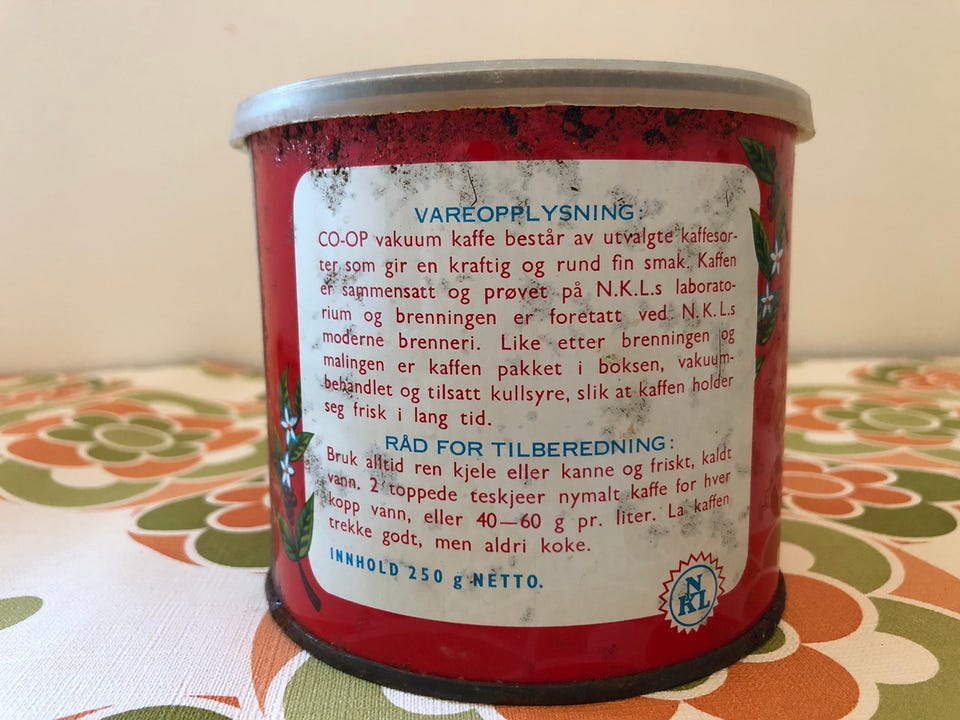 VAREOPPLYSNING:
CO-OP vakuum kaffe består av utvalgte kaffesor-
ter som gir en kraftig og rund fin smak. Kaffen
er sammensatt og prøvet på N.K.L.s laborato-
rium og brenningen er foretatt ved N.K.L.s
moderne brenneri. Like etter brenningen og
malingen er kaffen pakket i boksen, vakuum-
behandlet og tilsatt kullsyre, slik at kaffen holder
seg frisk i lang tid.
RÅD FOR TILBEREDNING:
Bruk alltid ren kjele eller kanne og friskt, kaldt
vann. 2 toppede teskjeer nymalt kaffe for hver
kopp vann, eller 40—60 g pr. liter. La kaffen
trekke godt, men aldri koke.
INNHOLD 250 g NETTO.
N
KL